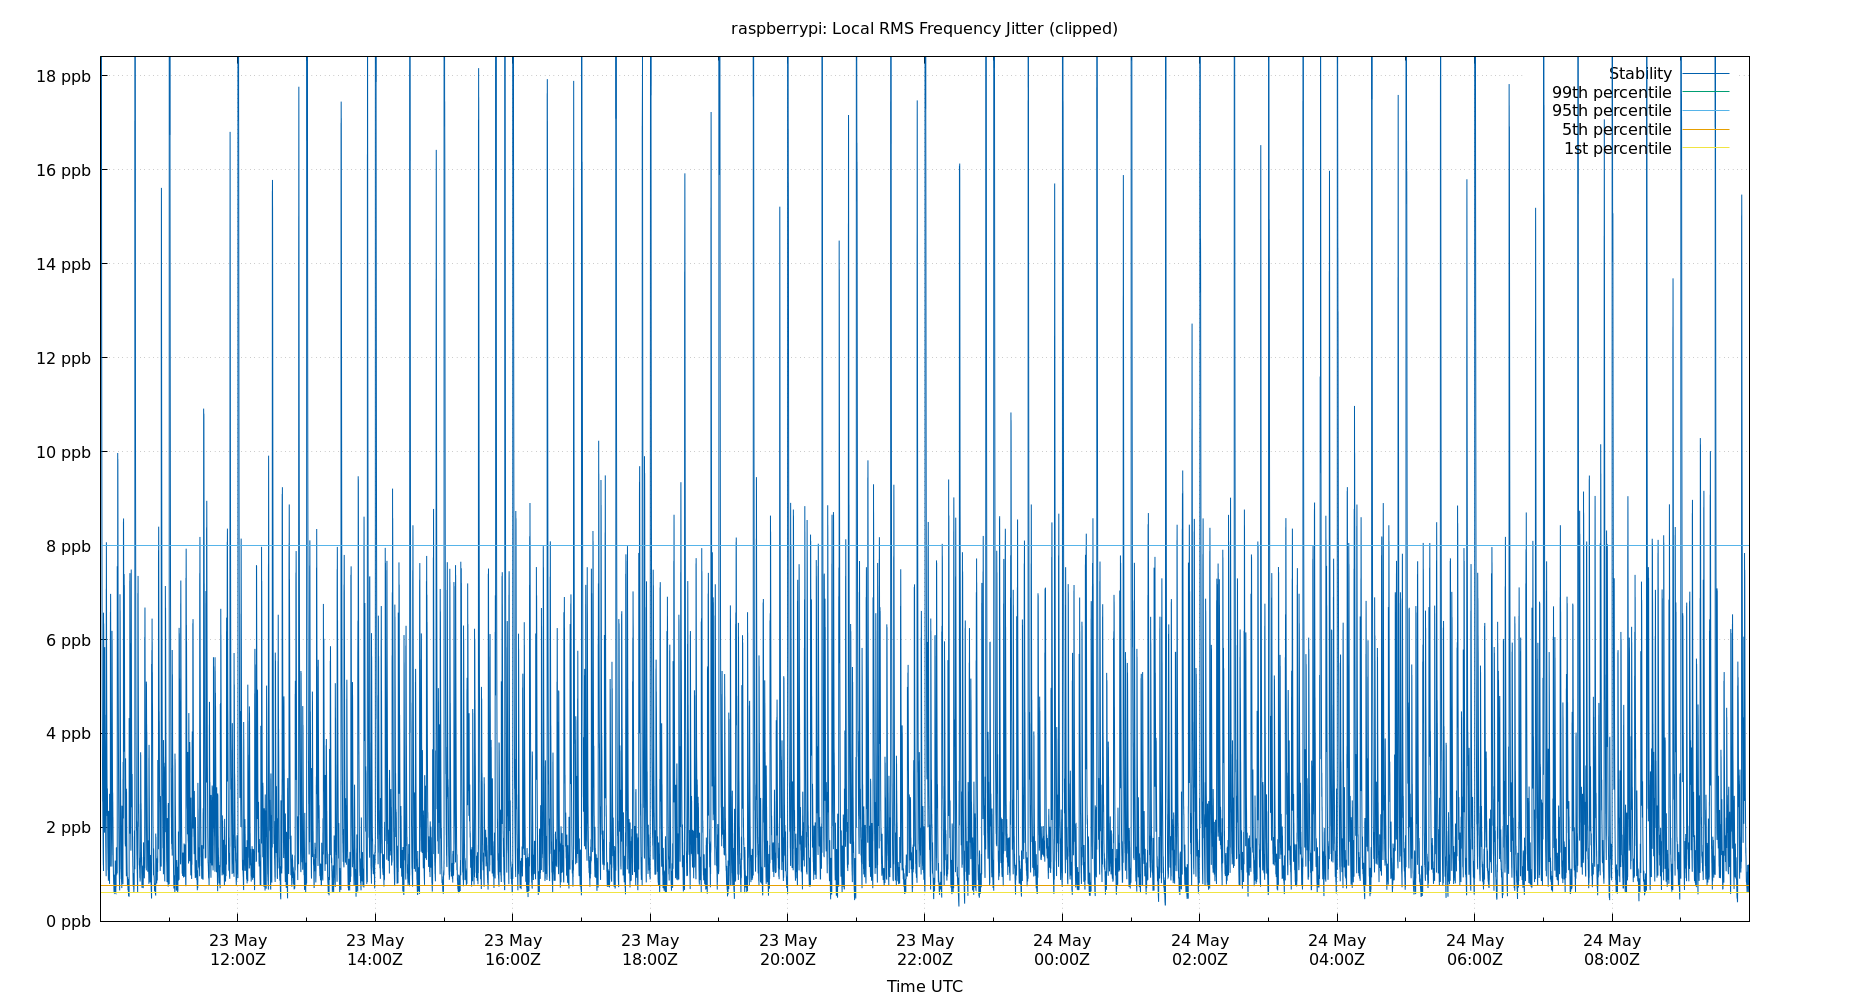 raspberrypi: Local RMS Frequency Jitter (clipped)
18 ppb
16 ppb
14 ppb
12 ppb
10 ppb
8 ppb
6 ppb
4 ppb
2 ppb
0 ppb
Stability
99th percentile
95th percentile
5th percentile
1st percentile
23 May 23 May 23 May 23 May 23 May 23 May 24 May 24 May 24 May 24 May 24 May
12:00Z 14:00Z 16:00Z 18:00Z 20:00Z 22:00Z 00:00Z 02:00Z 04:00Z 06:00Z 08:00Z
Time UTC